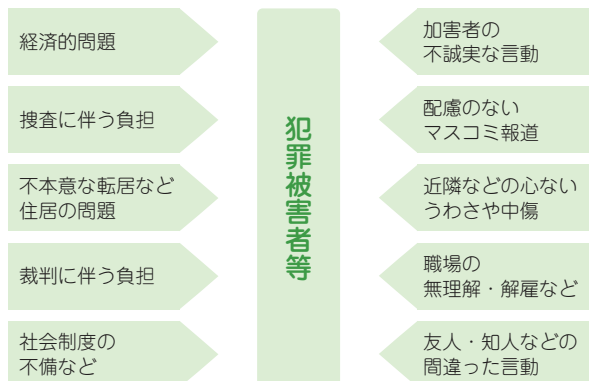 経済的問題
捜査に伴う負担
不本意な転居など
住居の問題
裁判に伴う負担
社会制度の
不備など
犯罪被害者等
加害者の
不誠実な言動
配慮のない
マスコミ報道
近隣などの心ない
うわさや中傷
職場の
無理解・解雇など
友人・知人などの
間違った言動